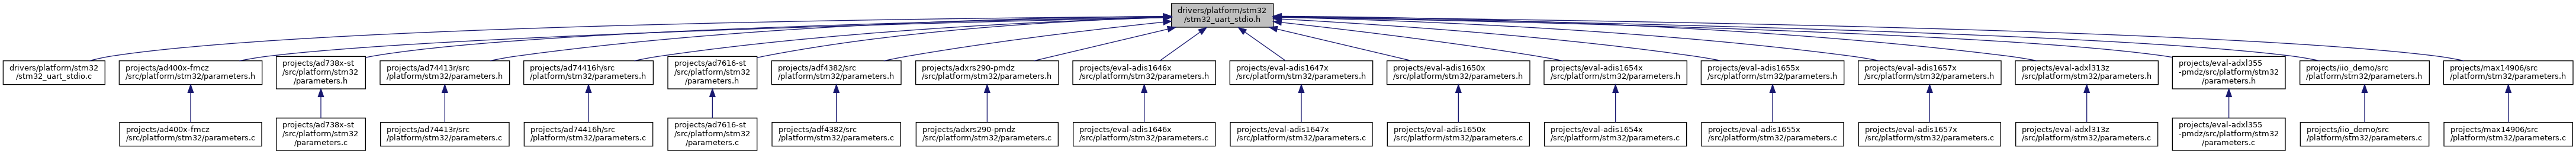 drivers/platform/stm32
/stm32_uart_stdio.h
drivers/platform/stm32
/stm32_uart_stdio.c
projects/ad400x-fmcz
/src/platform/stm32/parameters.h
projects/ad738x-st
/src/platform/stm32
/parameters.h
projects/ad74413r/src
/platform/stm32/parameters.h
projects/ad74416h/src
/platform/stm32/parameters.h
projects/ad7616-st
/src/platform/stm32
/parameters.h
projects/adf4382/src
/platform/stm32/parameters.h
projects/adxrs290-pmdz
/src/platform/stm32/parameters.h
projects/eval-adis1646x
/src/platform/stm32/parameters.h
projects/eval-adis1647x
/src/platform/stm32/parameters.h
projects/eval-adis1650x
/src/platform/stm32/parameters.h
projects/eval-adis1654x
/src/platform/stm32/parameters.h
projects/eval-adis1655x
/src/platform/stm32/parameters.h
projects/eval-adis1657x
/src/platform/stm32/parameters.h
projects/eval-adxl313z
/src/platform/stm32/parameters.h
projects/eval-adxl355
-pmdz/src/platform/stm32
/parameters.h
projects/iio_demo/src
/platform/stm32/parameters.h
projects/max14906/src
/platform/stm32/parameters.h
projects/ad400x-fmcz
/src/platform/stm32/parameters.c
projects/ad738x-st
/src/platform/stm32
/parameters.c
projects/ad74413r/src
/platform/stm32/parameters.c
projects/ad74416h/src
/platform/stm32/parameters.c
projects/ad7616-st
/src/platform/stm32
/parameters.c
projects/adf4382/src
/platform/stm32/parameters.c
projects/adxrs290-pmdz
/src/platform/stm32/parameters.c
projects/eval-adis1646x
/src/platform/stm32/parameters.c
projects/eval-adis1647x
/src/platform/stm32/parameters.c
projects/eval-adis1650x
/src/platform/stm32/parameters.c
projects/eval-adis1654x
/src/platform/stm32/parameters.c
projects/eval-adis1655x
/src/platform/stm32/parameters.c
projects/eval-adis1657x
/src/platform/stm32/parameters.c
projects/eval-adxl313z
/src/platform/stm32/parameters.c
projects/eval-adxl355
-pmdz/src/platform/stm32
/parameters.c
projects/iio_demo/src
/platform/stm32/parameters.c
projects/max14906/src
/platform/stm32/parameters.c